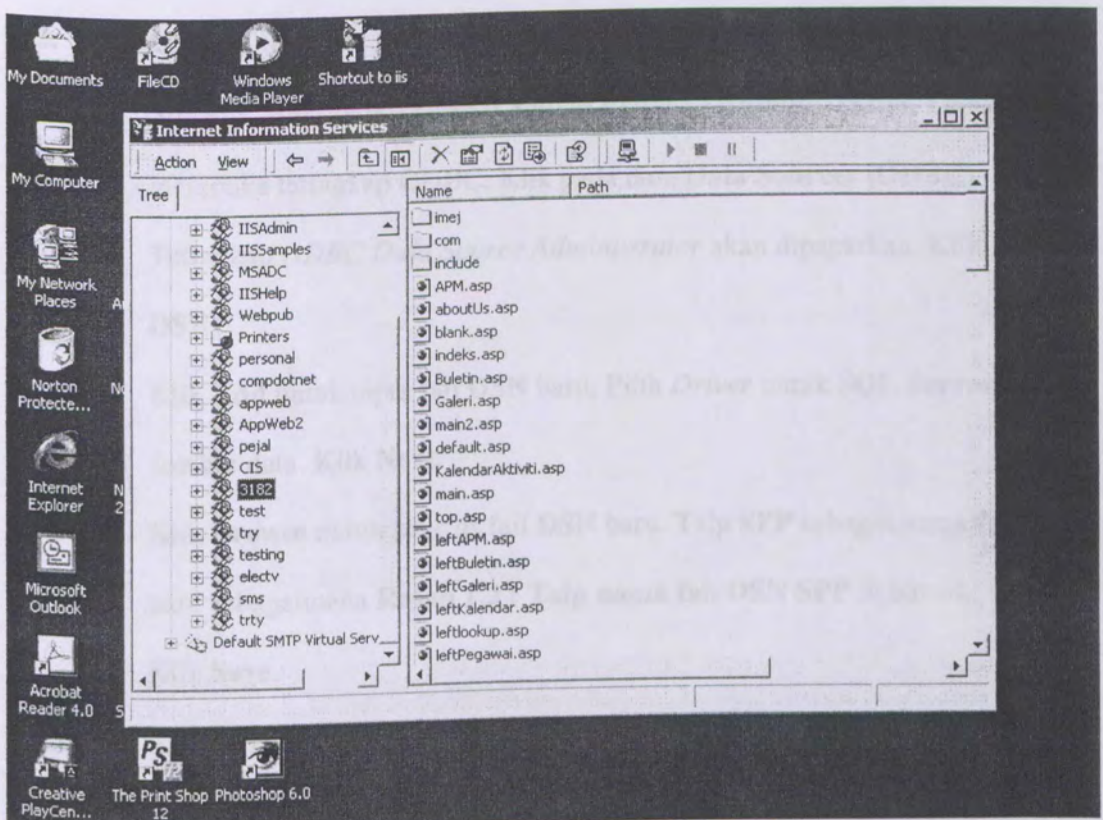 My Documents
FileCD
Windows
Media Player
Shortcut to iis
My Computer
My Network
Places
Norton
Protecte...
Internet
Explorer
Microsoft
Outlook
Acrobat
Reader 4.0
Creative
PlayCen...
The Print Shop
12
Photoshop 6.0
Internet Information Services
Action View
Tree
IISAdmin
IISSamples
MSADC
IISHelp
Webpub
Printers
personal
compdotnet
appweb
AppWeb2
pejal
CIS
3182
test
try
testing
electv
sms
trty
Default SMTP Virtual Serv
Name Path
imej
com
include
APM.asp
aboutUs.asp
blank.asp
indeks.asp
Buletin.asp
Galeri.asp
main2.asp
default.asp
KalendarAktiviti.asp
main.asp
top.asp
leftAPM.asp
leftBuletin.asp
leftGaleri.asp
leftKalendar.asp
leftlookup.asp
leftPegawai.asp